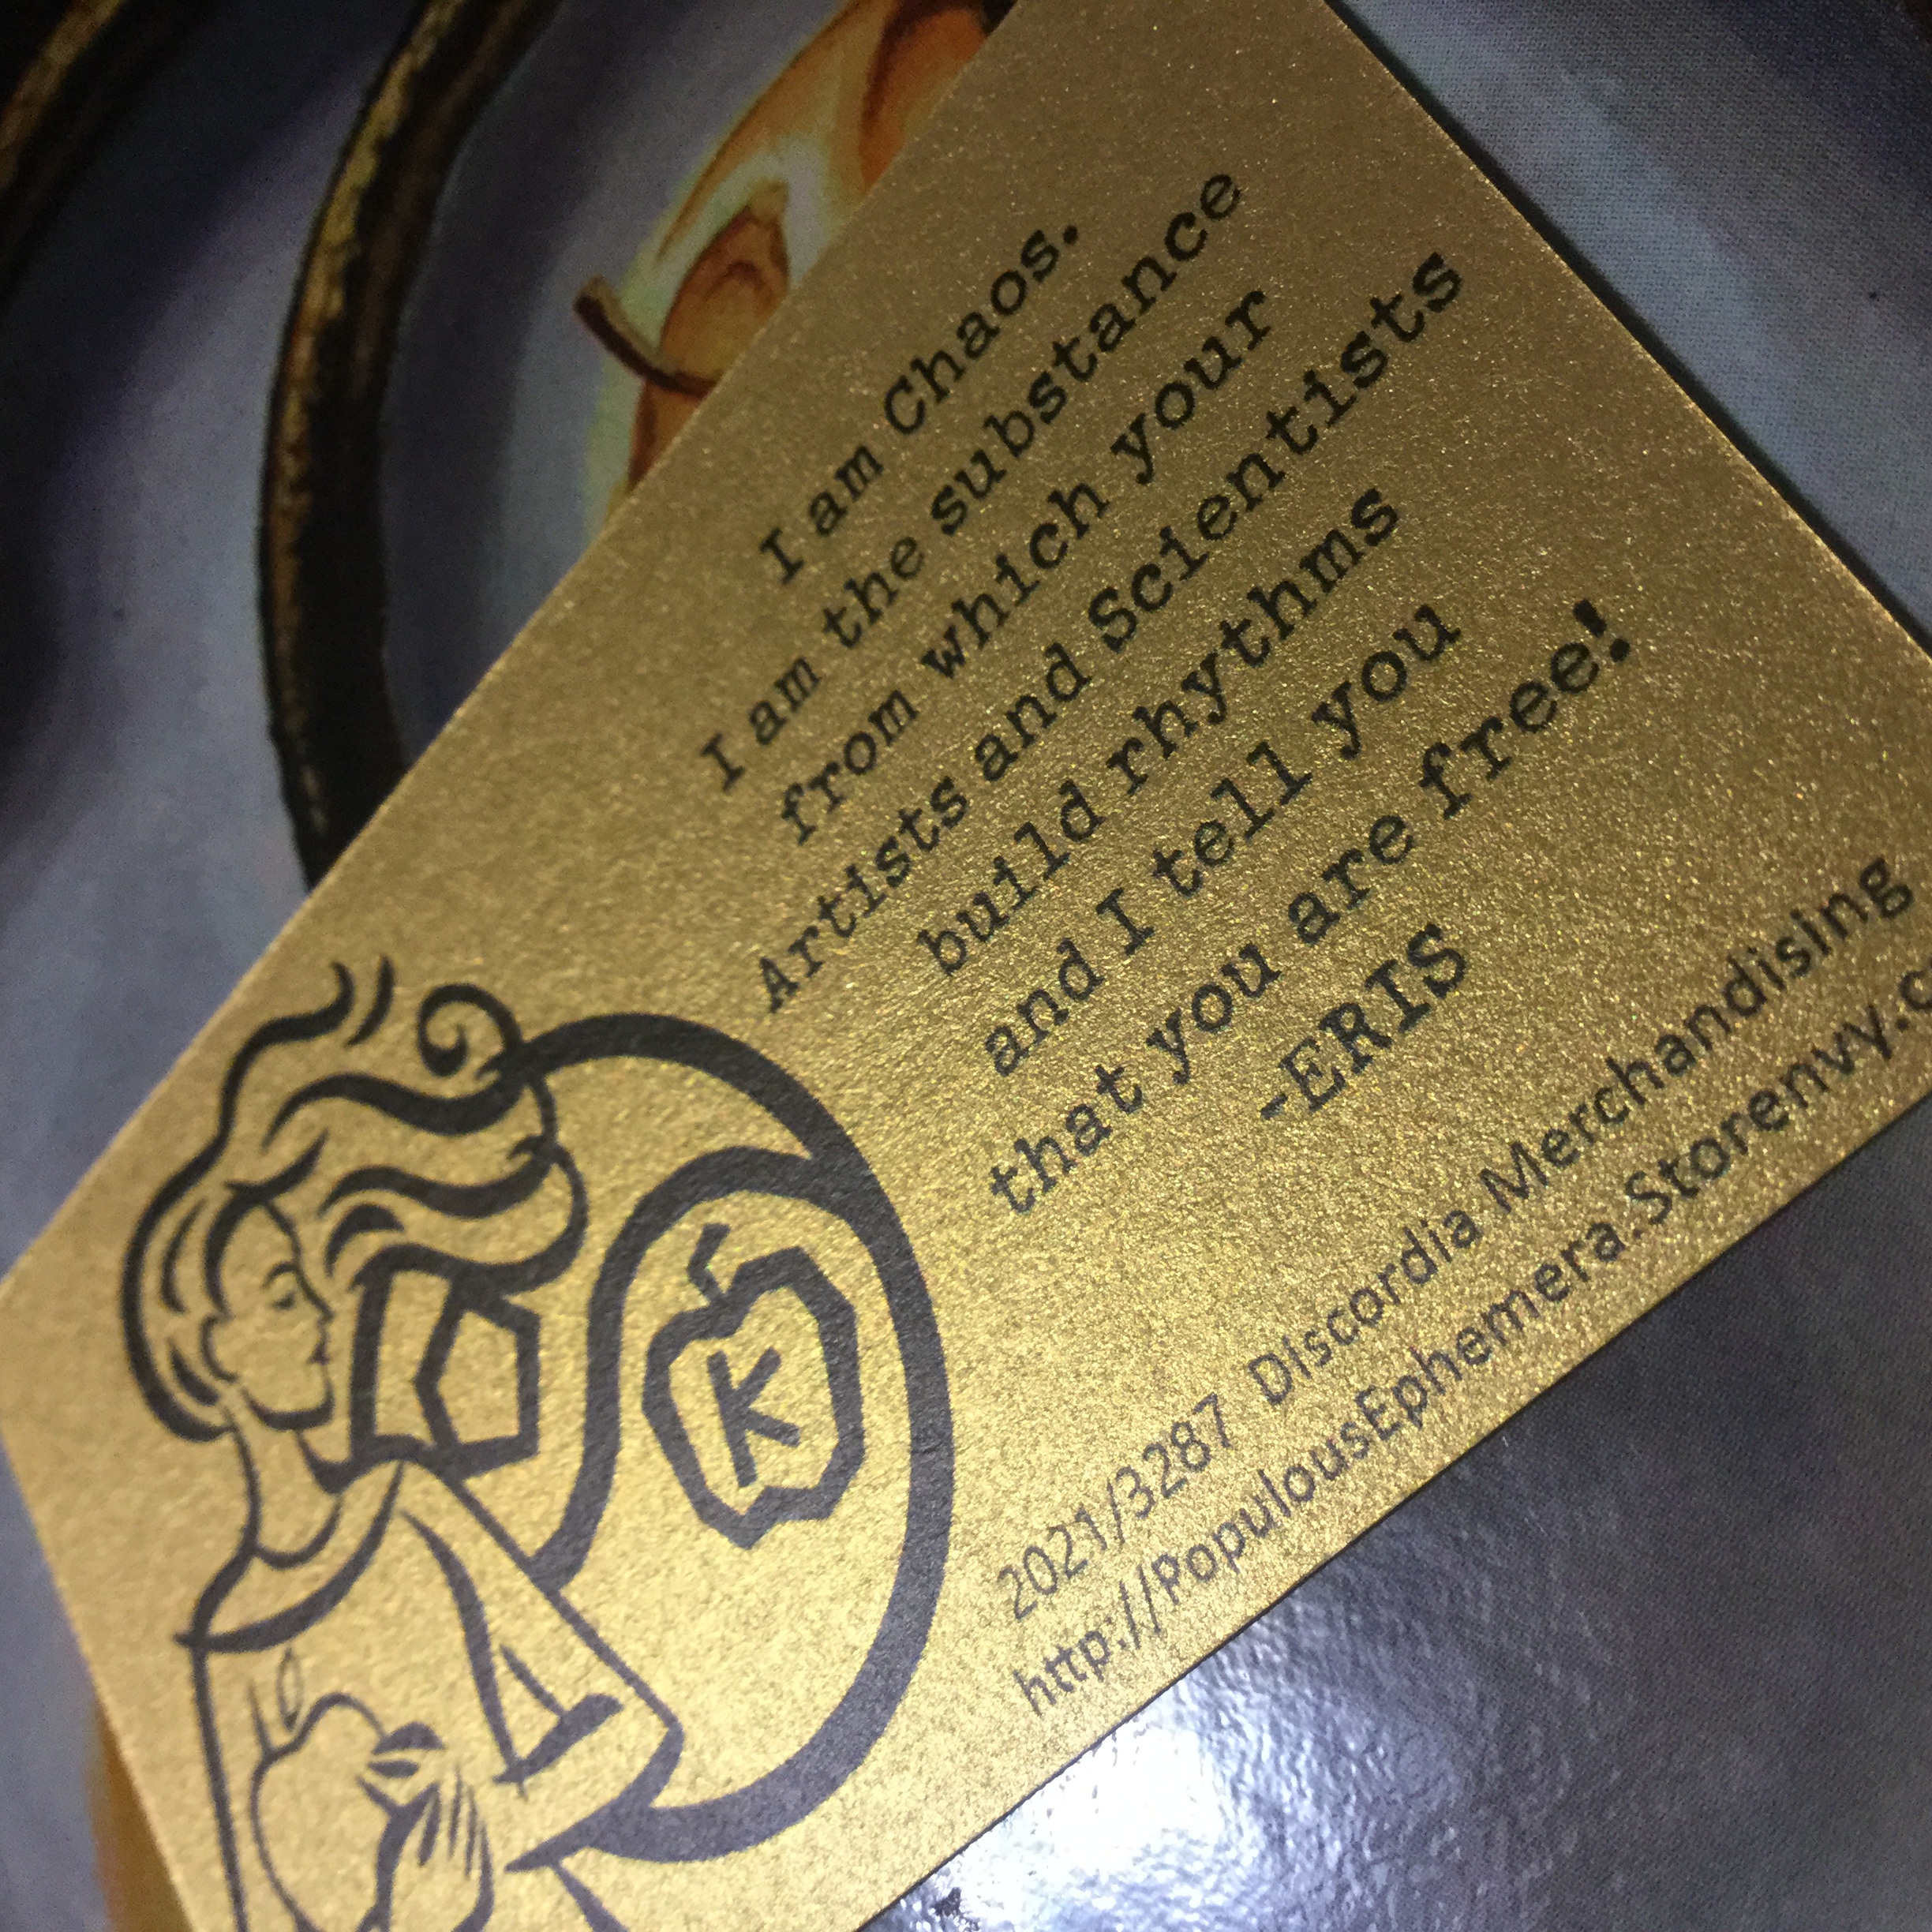 I am Chaos.
I am the substance
from which your
Artists and Scientists
build rhythms
and I tell you
that you are free!
-ERIS
K
2021/3287 Discordia Merchandising
http://PopulousEphemera.Storenvy.c